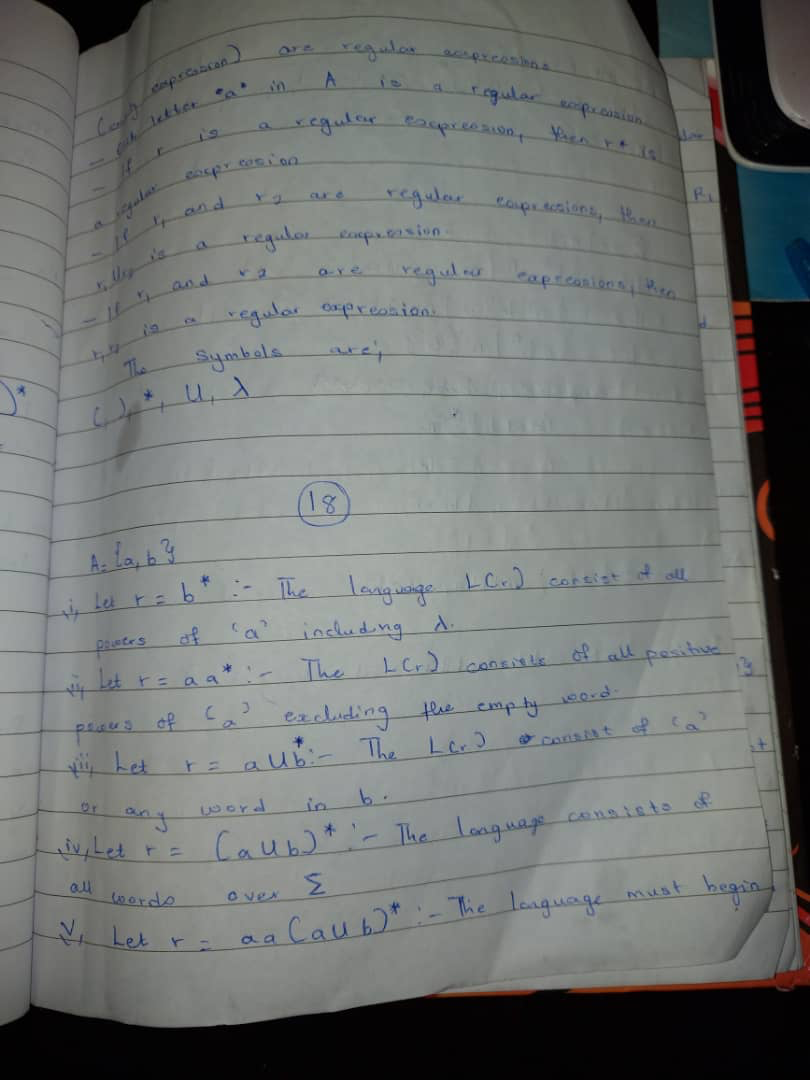 expression) are regular expressions
- letter "a" in A is a regular expression
- If r is a regular expression, then r* is
a regular expression
- If r₁ and r₂ are regular expressions, then
r₁Ur₂ is a regular expression.
- If r₁ and r₂ are regular expressions, then
r₁r₂ is a regular expression.
The Symbols are;
(,), *, U, λ
18
A = {a, b}
i, Let r = b* :- The language L(r) consist of all
powers of 'a' including λ.
ii, Let r = aa* :- The L(r) consists of all positive
powers of 'a' excluding the empty word.
iii, Let r = aUb* :- The L(r) consist of 'a'
or any word in b.
iv, Let r = (aUb)* :- The language consists of
all words over Σ
V, Let r = aa(aUb)* :- The language must begin